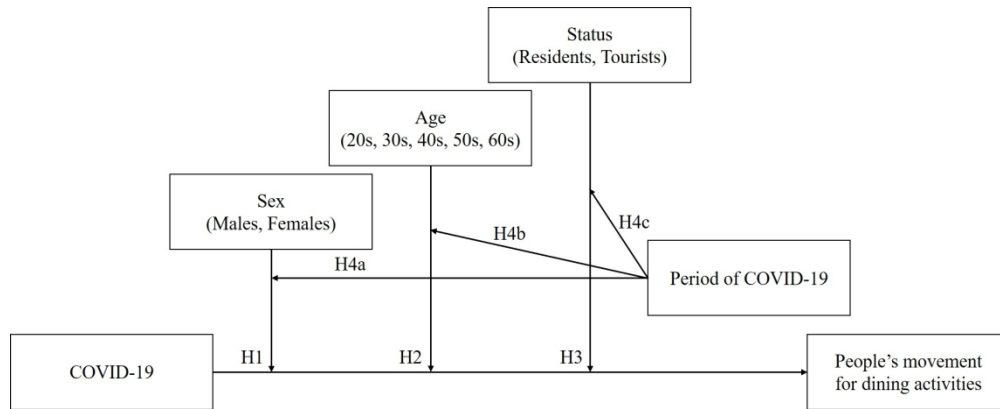 Status
(Residents, Tourists)
Age
(20s, 30s, 40s, 50s, 60s)
Sex
(Males, Females)
H4c
H4b
H4a
Period of COVID-19
COVID-19
H1
H2
H3
People’s movement
for dining activities